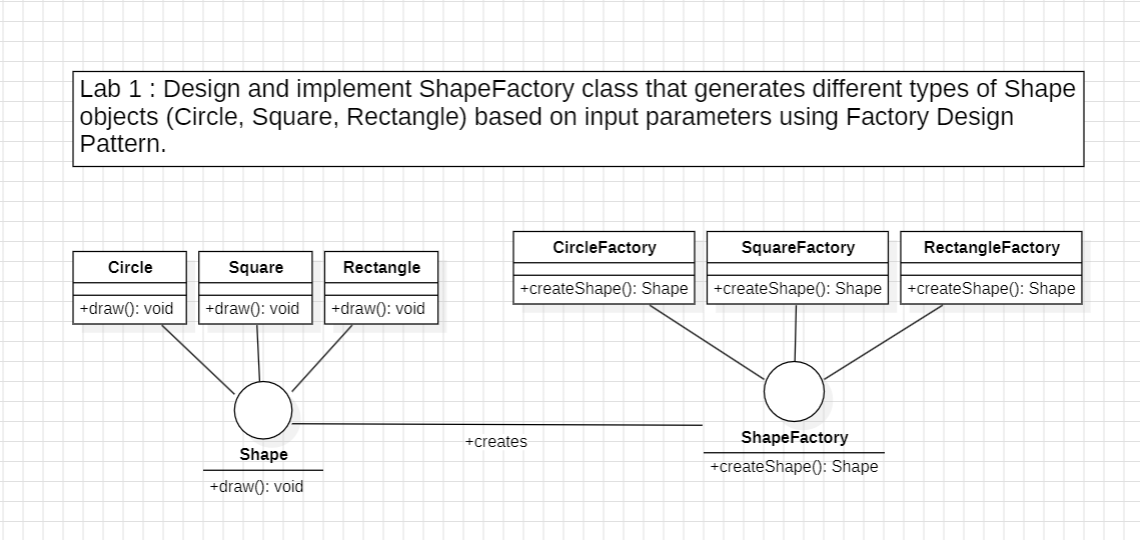 Lab 1 : Design and implement ShapeFactory class that generates different types of Shape
objects (Circle, Square, Rectangle) based on input parameters using Factory Design
Pattern.
Circle
+draw(): void
Square
+draw(): void
Rectangle
+draw(): void
CircleFactory
+createShape(): Shape
SquareFactory
+createShape(): Shape
RectangleFactory
+createShape(): Shape
Shape
+draw(): void
+creates
ShapeFactory
+createShape(): Shape